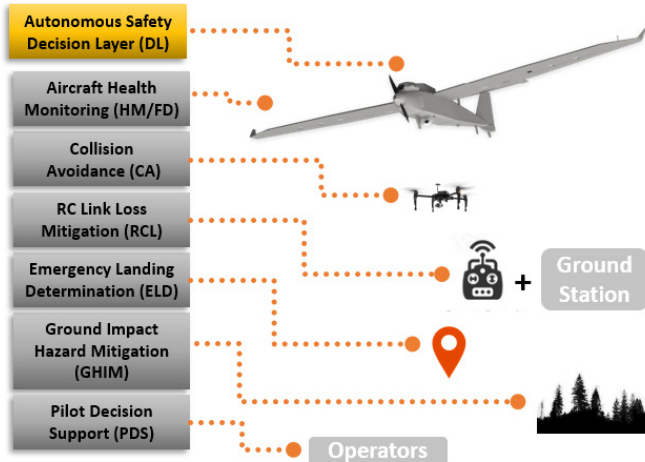 Autonomous Safety
Decision Layer (DL)
Aircraft Health
Monitoring (HM/FD)
Collision
Avoidance (CA)
RC Link Loss
Mitigation (RCL)
Emergency Landing
Determination (ELD)
Ground Impact
Hazard Mitigation
(GHIM)
Pilot Decision
Support (PDS)
+
Ground
Station
Operators